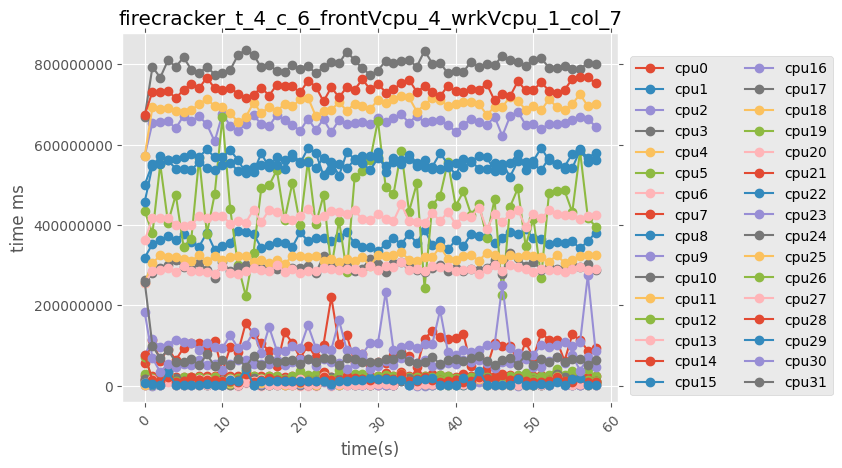 firecracker_t_4_c_6_frontVcpu_4_wrkVcpu_1_col_7
time ms
800000000
600000000
400000000
200000000
0
0
10
20
30
40
50
60
time(s)
cpu0
cpu1
cpu2
cpu3
cpu4
cpu5
cpu6
cpu7
cpu8
cpu9
cpu10
cpu11
cpu12
cpu13
cpu14
cpu15
cpu16
cpu17
cpu18
cpu19
cpu20
cpu21
cpu22
cpu23
cpu24
cpu25
cpu26
cpu27
cpu28
cpu29
cpu30
cpu31